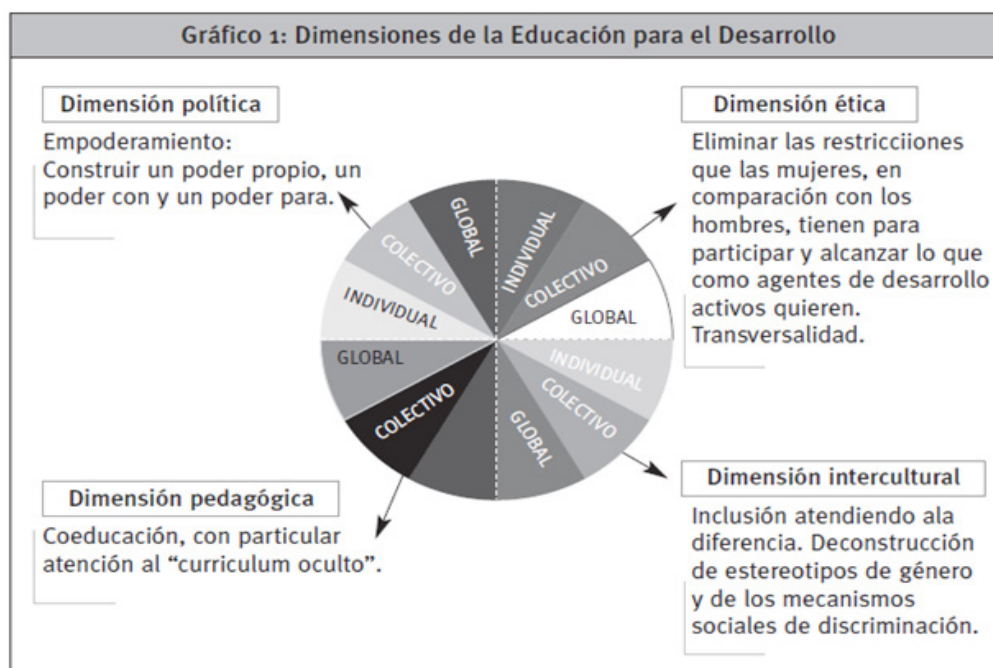 Gráfico 1: Dimensiones de la Educación para el Desarrollo
Dimensión política
Empoderamiento:
Construir un poder propio, un
poder con y un poder para.
Dimensión ética
Eliminar las restricciiones
que las mujeres, en
comparación con los
hombres, tienen para
participar y alcanzar lo que
como agentes de desarrollo
activos quieren.
Transversalidad.
GLOBAL
INDIVIDUAL
COLECTIVO
COLECTIVO
INDIVIDUAL
GLOBAL
GLOBAL
INDIVIDUAL
COLECTIVO
COLECTIVO
GLOBAL
Dimensión pedagógica
Coeducación, con particular
atención al “curriculum oculto”.
Dimensión intercultural
Inclusión atendiendo ala
diferencia. Deconstrucción
de estereotipos de género
y de los mecanismos
sociales de discriminación.